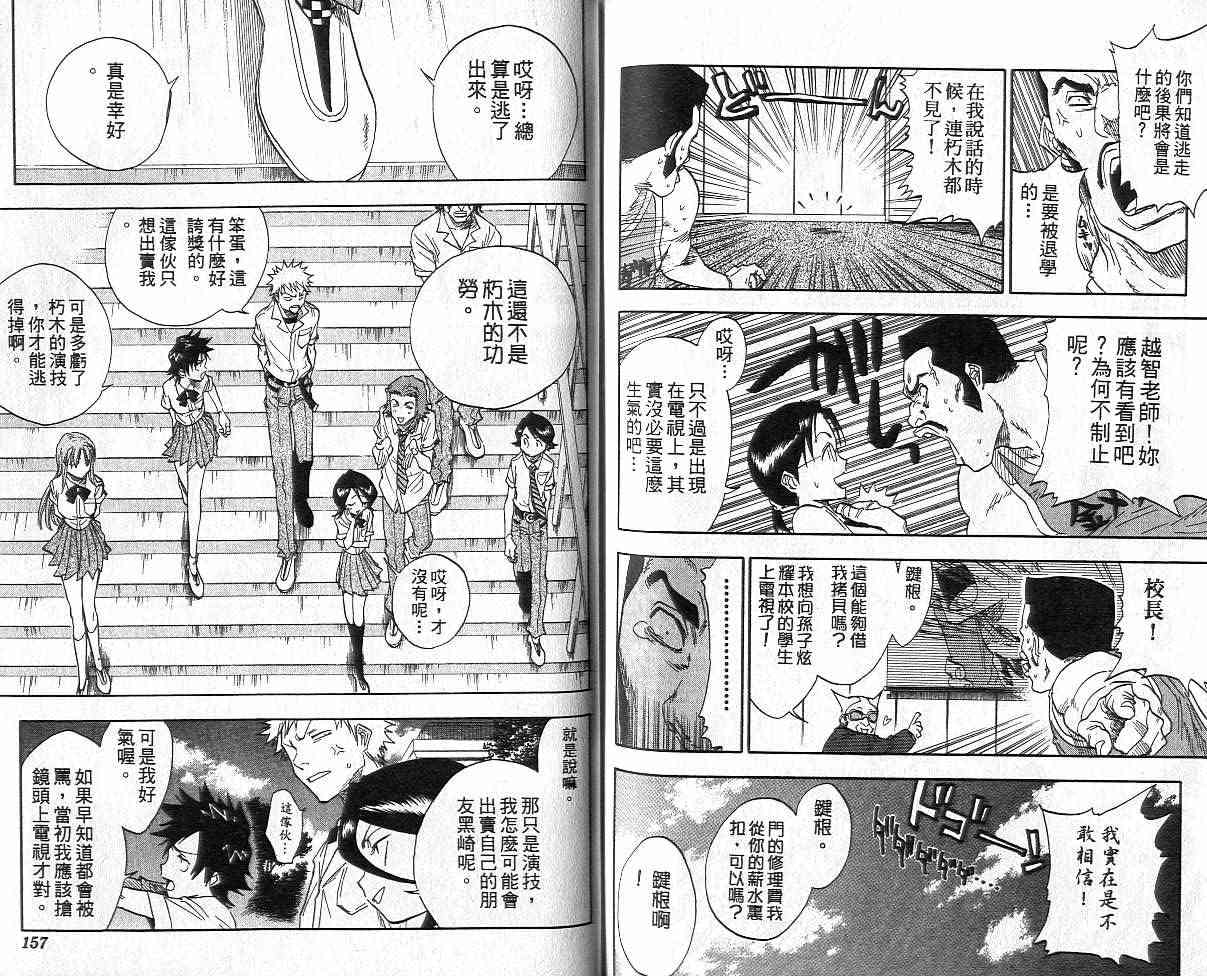 你們知道逃走
的後果將會是
什麼吧?
是要被退學
的…
ムキッ
在我說話的時
候,連朽木都
不見了!
越智老師!妳
應該有看到吧
?為何不制止
呢?
哎呀…
只不過是出現
在電視上,其
實沒必要這麼
生氣的吧…
校長!
鍵根。
這個能夠借
我拷貝嗎?
我想向孫子炫
耀本校的學生
上電視了!
…………
我實在是不
敢相信!
鍵根。
門的修理費我
從你的薪水裏
扣,可以嗎?
鍵根啊
!
哎呀…總
算是逃了
出來。
真是幸好
。
這還不是
朽木的功
勞。
笨蛋,這
有什麼好
誇獎的。
這傢伙只
想出賣我
。
可是多虧了
朽木的演技
,你才能逃
得掉啊。
哎呀,才
沒有呢…
就是說嘛。
那只是演技,
我怎麼可能會
出賣自己的朋
友黑崎呢。
這傢伙…
可是我好
氣喔。
如果早知道都會被
罵,當初我應該搶
鏡頭上電視才對。
157